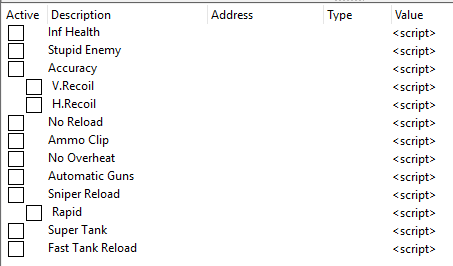 Active Description Address Type Value
Inf Health <script>
Stupid Enemy <script>
Accuracy <script>
V.Recoil <script>
H.Recoil <script>
No Reload <script>
Ammo Clip <script>
No Overheat <script>
Automatic Guns <script>
Sniper Reload <script>
Rapid <script>
Super Tank <script>
Fast Tank Reload <script>